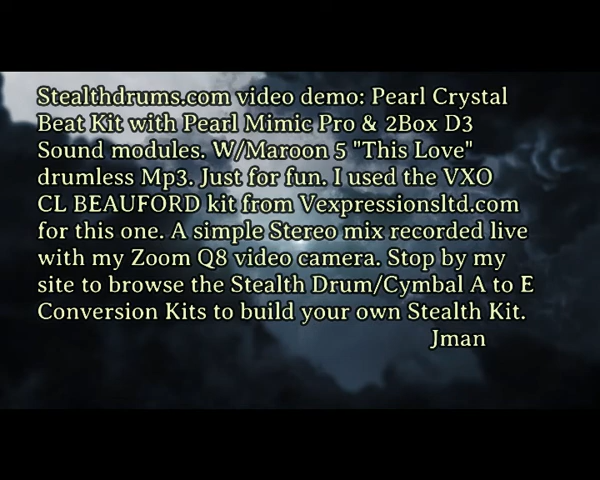 Stealthdrums.com video demo: Pearl Crystal
Beat Kit with Pearl Mimic Pro & 2Box D3
Sound modules. W/Maroon 5 "This Love"
drumless Mp3. Just for fun. I used the VXO
CL BEAUFORD kit from Vexpressionsltd.com
for this one. A simple Stereo mix recorded live
with my Zoom Q8 video camera. Stop by my
site to browse the Stealth Drum/Cymbal A to E
Conversion Kits to build your own Stealth Kit.
Jman